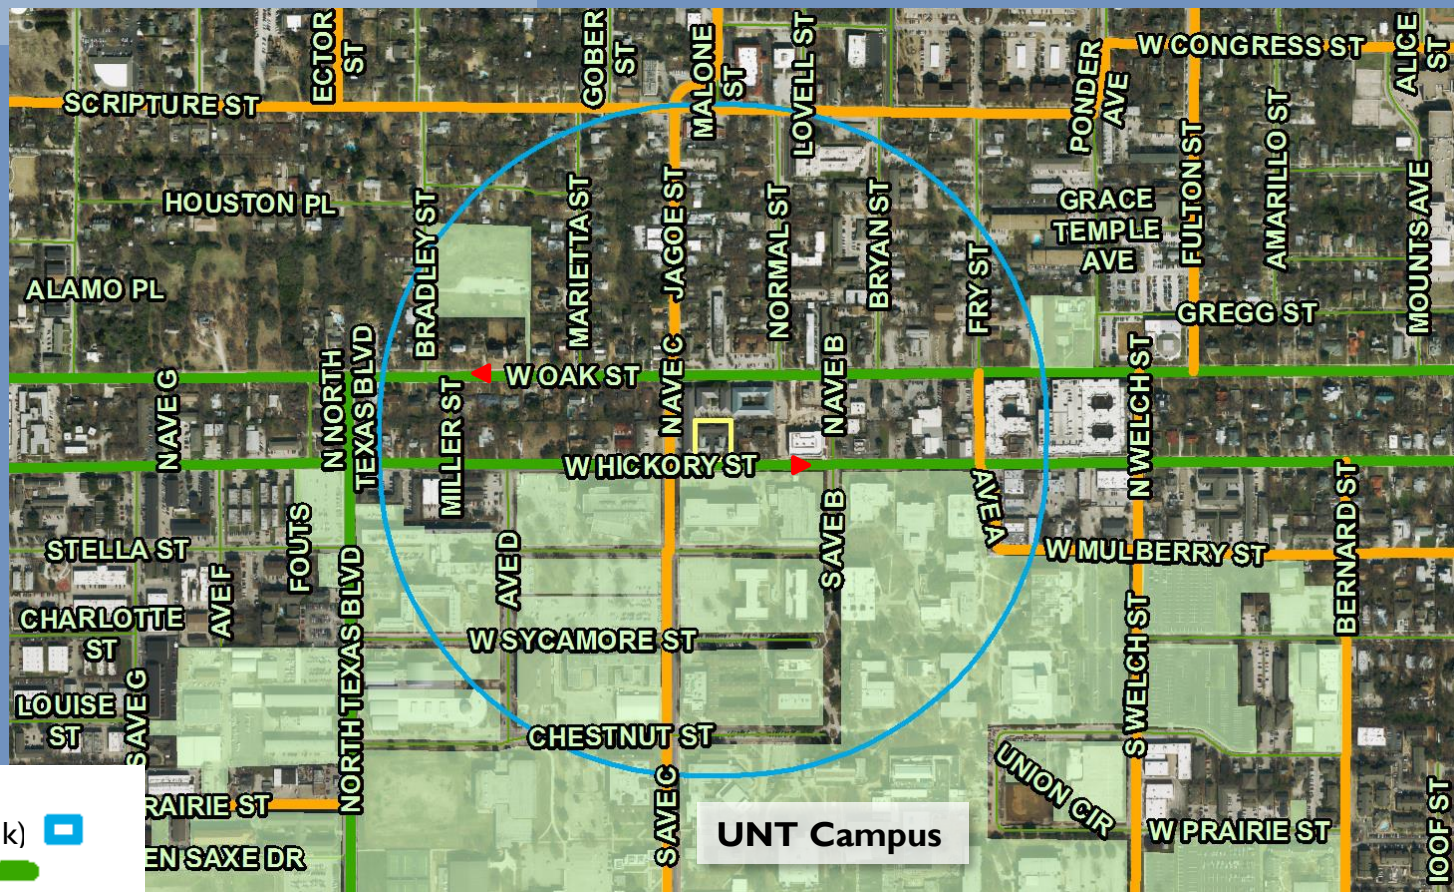 ECTOR
ST
GOBER
ST
MALONE
ST
LOVELL ST
PONDER
AVE
W CONGRESS ST
ALICE
ST
SCRIPTURE ST
HOUSTON PL
BRADLEY ST
MARIETTA ST
JAGOE ST
NORMAL ST
BRYAN ST
FRY ST
GRACE
TEMPLE
AVE
FULTON ST
AMARILLO ST
MOUNTS AVE
ALAMO PL
GREGG ST
N AVE G
N NORTH
TEXAS BLVD
MILLER ST
W OAK ST
N AVE C
N AVE B
N WELCH ST
W HICKORY ST
STELLA ST
FOUTS
AVE D
S AVE B
AVE A
W MULBERRY ST
BERNARD ST
CHARLOTTE
ST
AVE F
NORTH TEXAS BLVD
W SYCAMORE ST
S WELCH ST
LOUISE
ST
S AVE G
CHESTNUT ST
S AVE C
UNION CIR
RAIRIE ST
k)
UNT Campus
W PRAIRIE ST
EN SAXE DR
IOOF ST